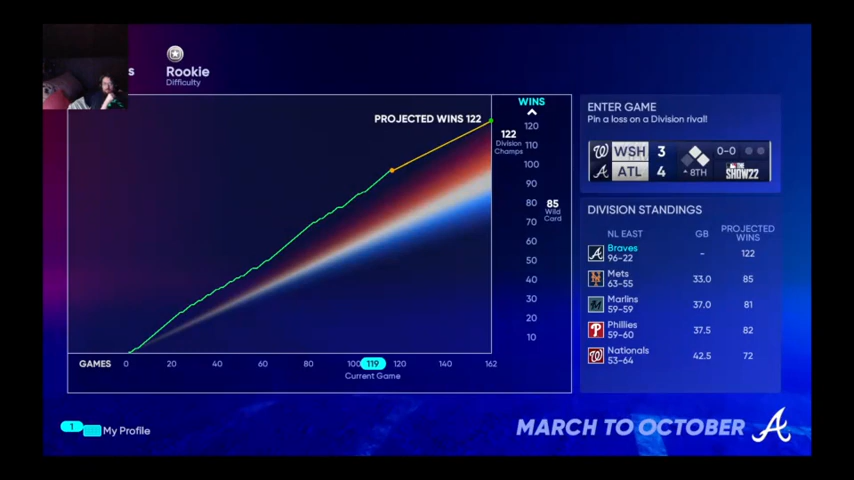 s
Rookie
Difficulty
PROJECTED WINS 122
WINS
120
110
100
90
80
70
60
50
40
30
20
10
122
Division
Champs
85
Wild
Card
GAMES
0
20
40
60
80
100
119
120
140
162
Current Game
ENTER GAME
Pin a loss on a Division rival!
W WSH 3
A ATL 4
8TH
0-0
THE SHOW22
DIVISION STANDINGS
NL EAST GB PROJECTED WINS
Braves
96-22 - 122
Mets
63-55 33.0 85
Marlins
59-59 37.0 81
Phillies
59-60 37.5 82
Nationals
53-64 42.5 72
1 My Profile
MARCH TO OCTOBER A